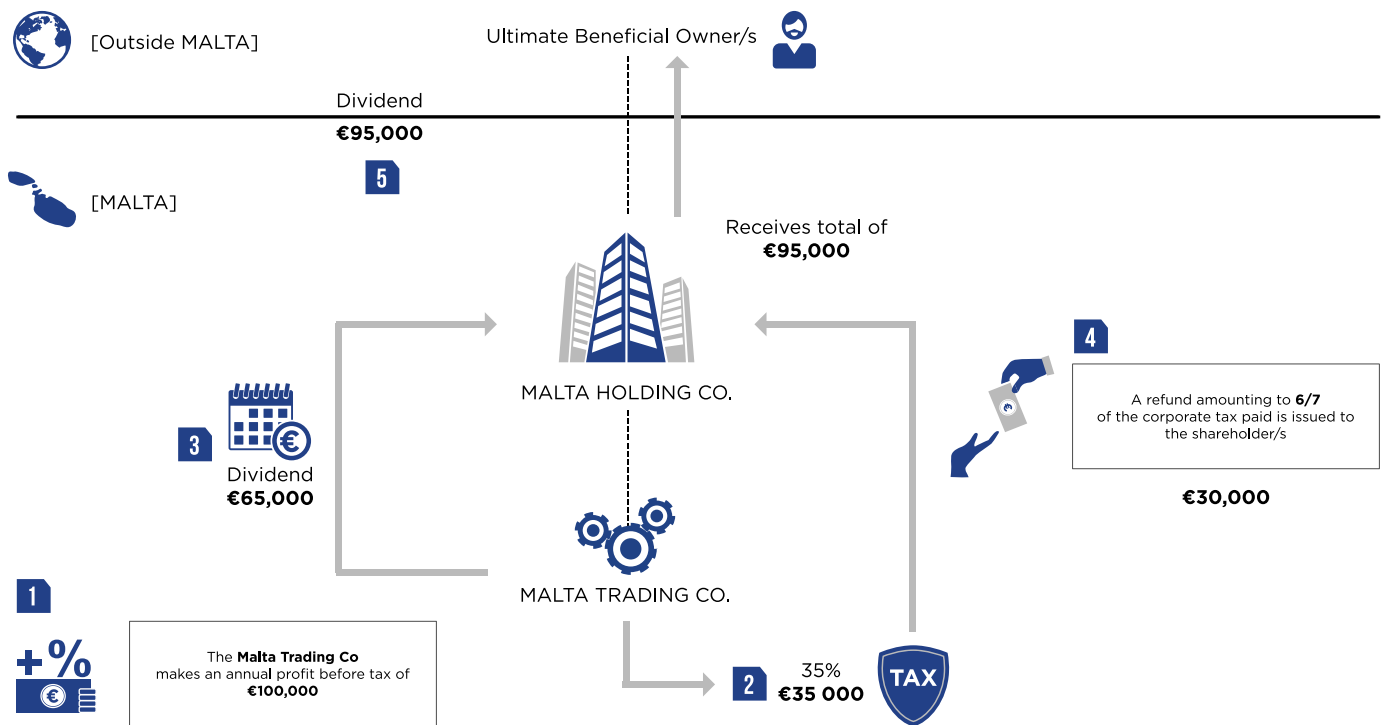 [Outside MALTA]
Ultimate Beneficial Owner/s
Dividend
€95,000
5
[MALTA]
Receives total of
€95,000
4
A refund amounting to 6/7
of the corporate tax paid is issued to
the shareholder/s
€30,000
MALTA HOLDING CO.
3
€
Dividend
€65,000
MALTA TRADING CO.
1
+%
€
The Malta Trading Co
makes an annual profit before tax of
€100,000
2
35%
€35 000
TAX